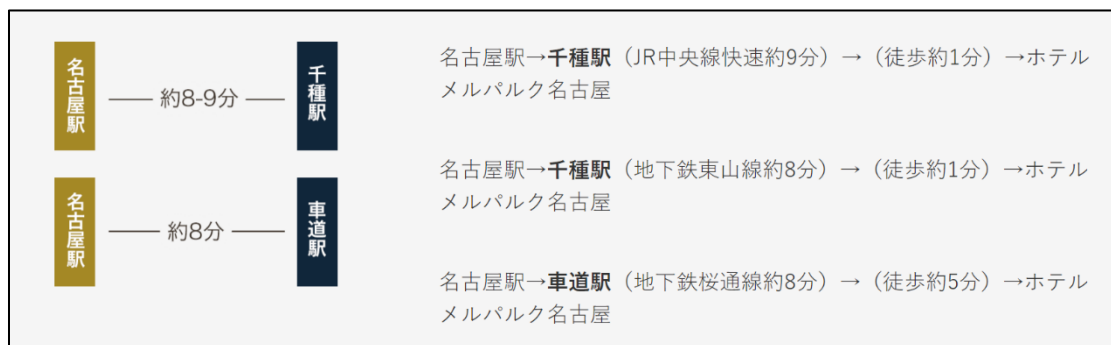 名古屋駅
約8-9分
千種駅
名古屋駅
約8分
車道駅
名古屋駅→千種駅（JR中央線快速約9分）→（徒歩約1分）→ホテル
メルパルク名古屋
名古屋駅→千種駅（地下鉄東山線約8分）→（徒歩約1分）→ホテル
メルパルク名古屋
名古屋駅→車道駅（地下鉄桜通線約8分）→（徒歩約5分）→ホテル
メルパルク名古屋